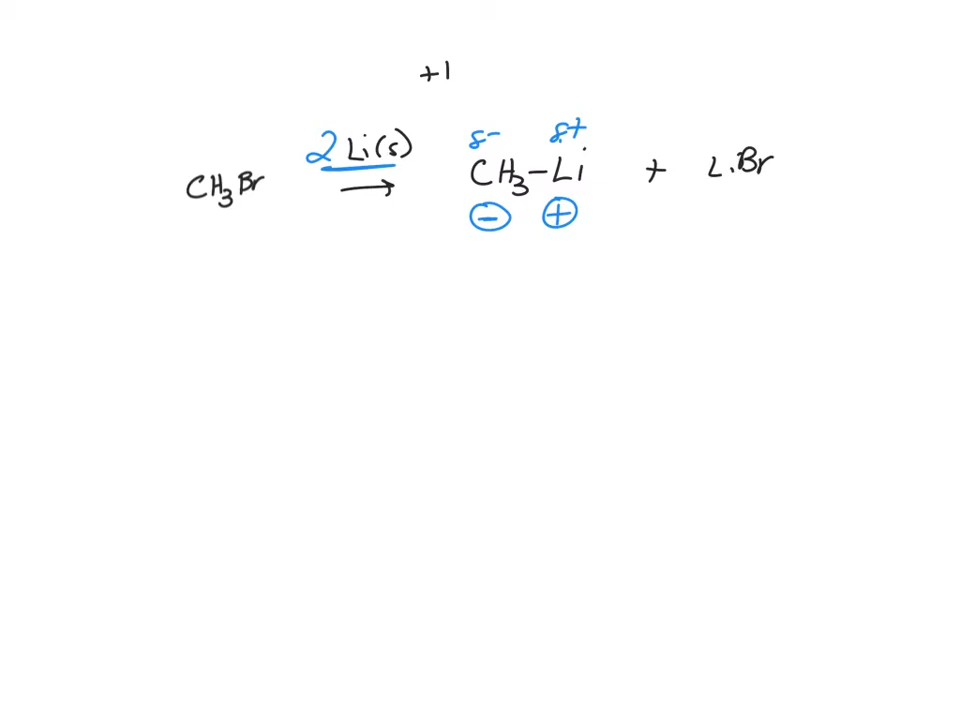 +1
CH3Br 2 Li(s) → δ- δ+ CH3-Li + LiBr
⊖ ⊕